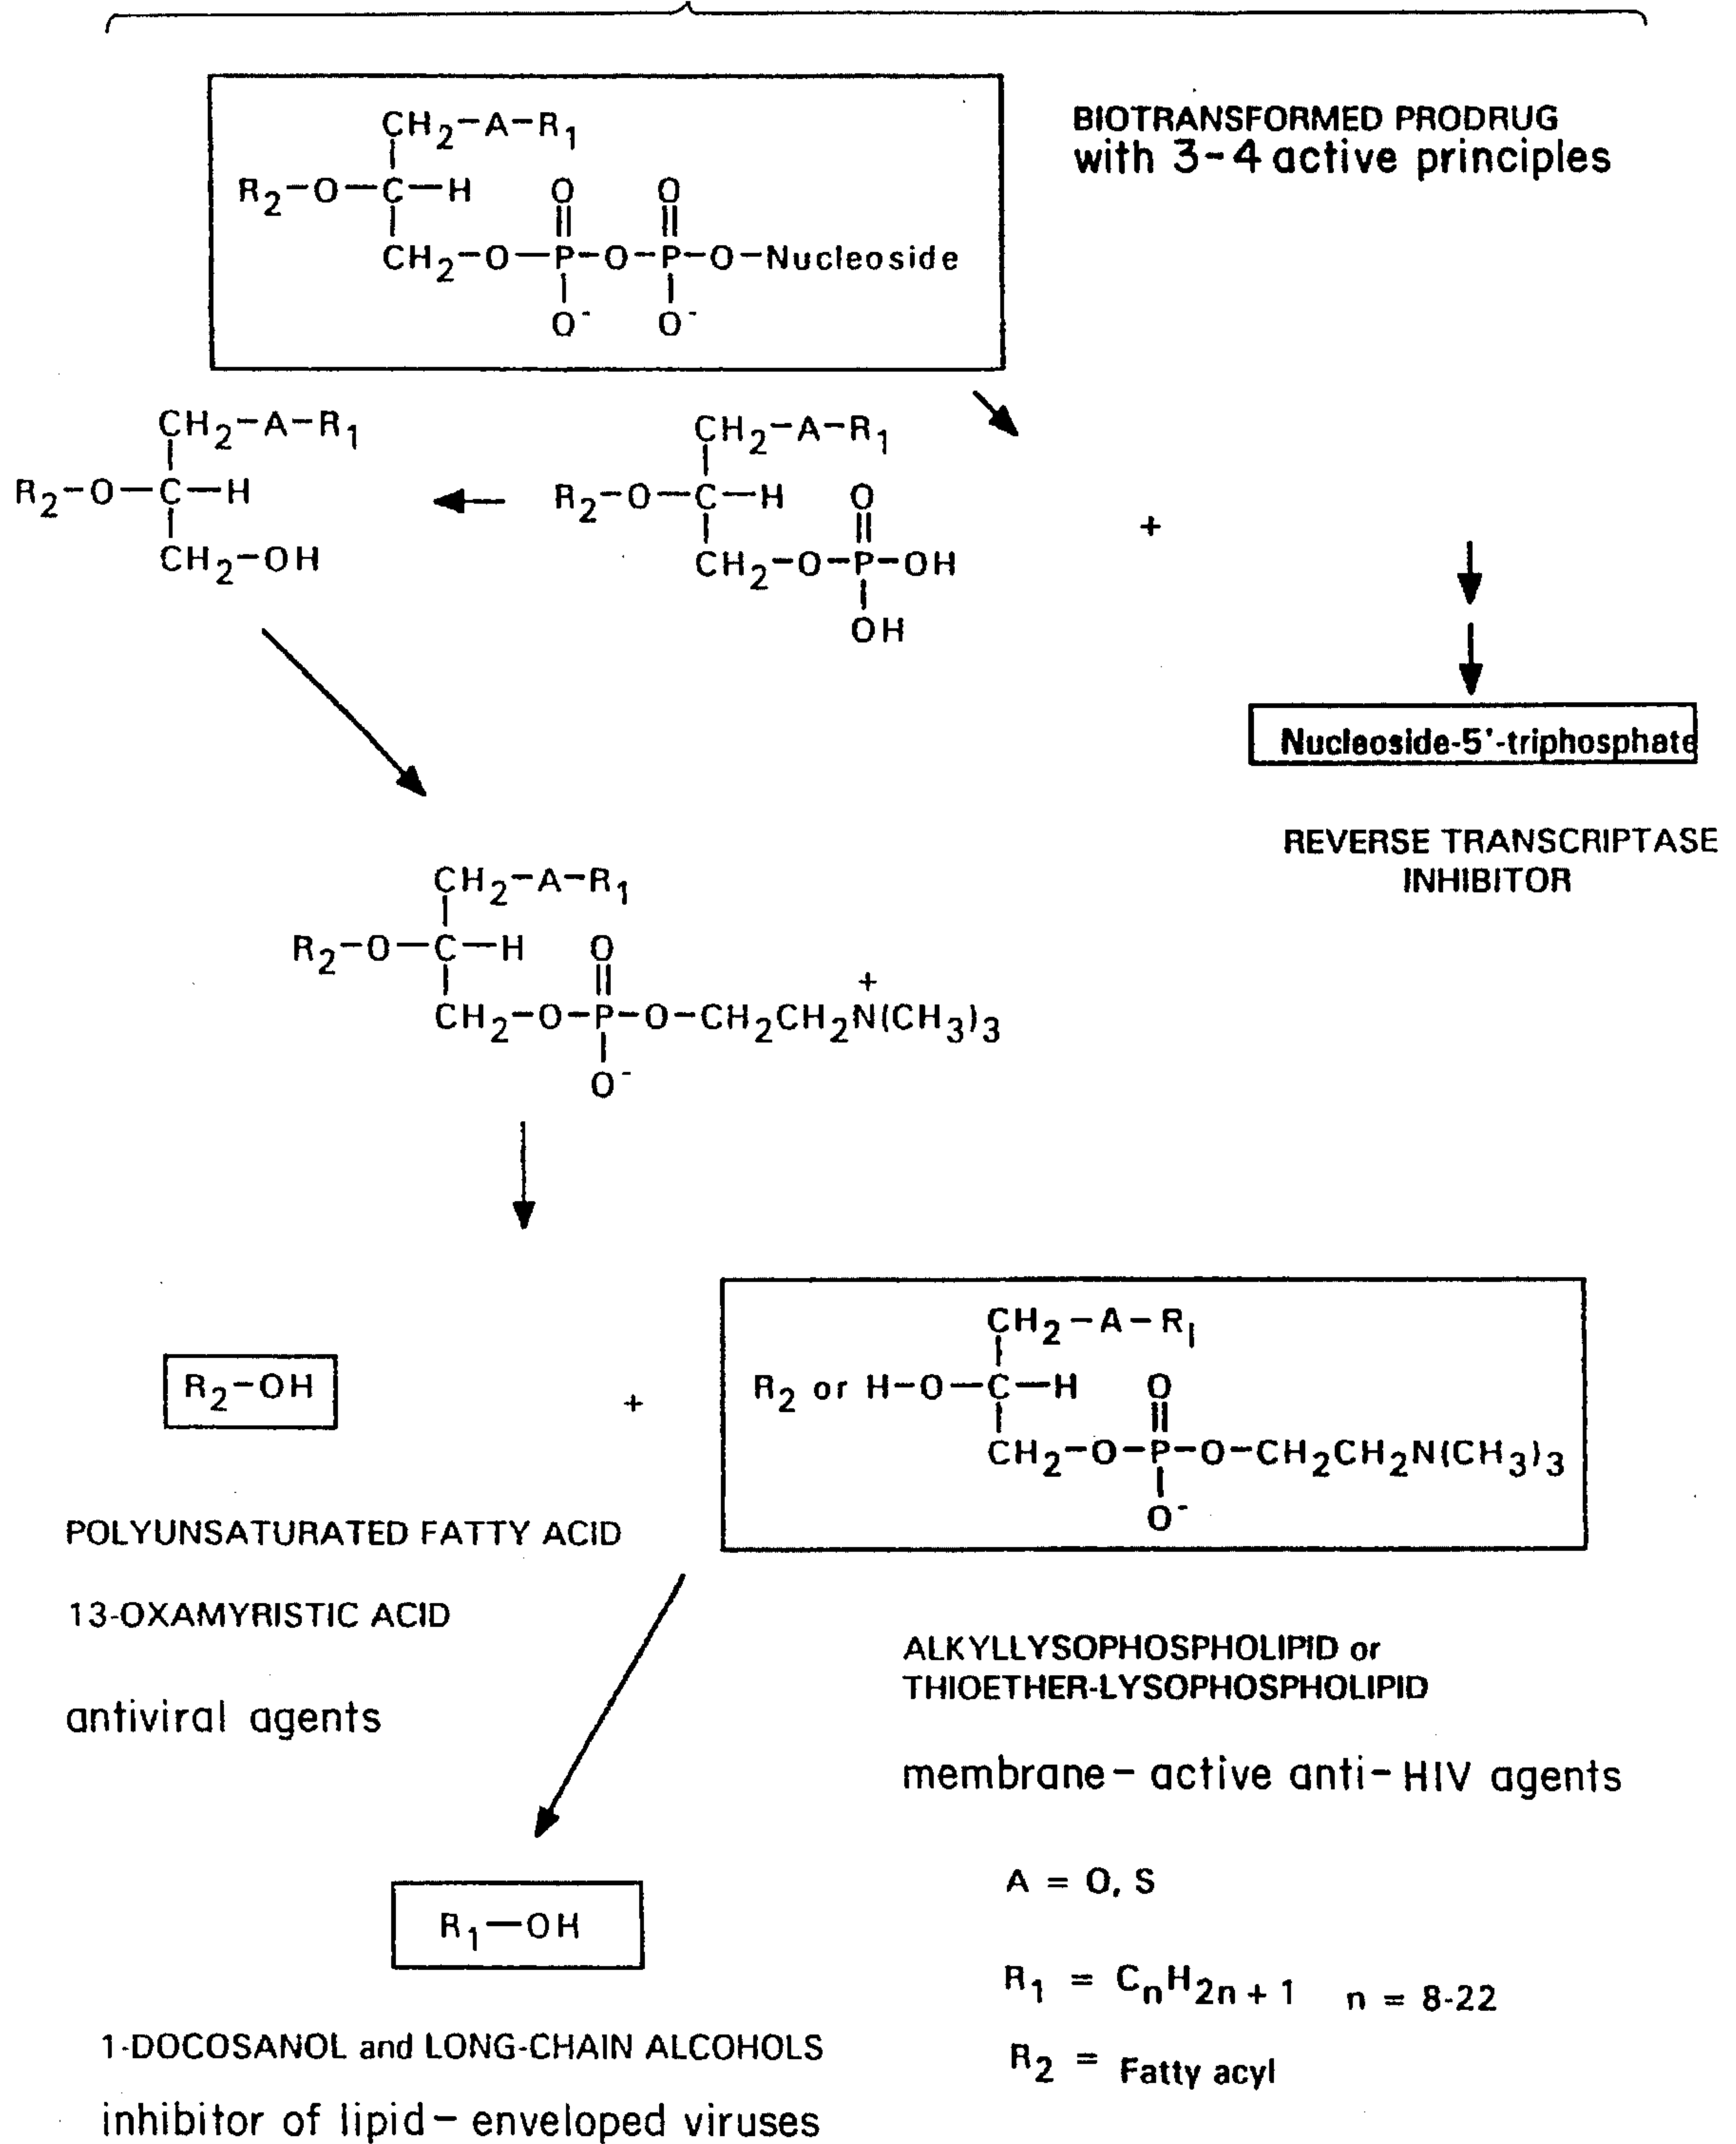 CH2-A-R1
BIOTRANSFORMED PRODRUG
with 3-4 active principles
R2-O-C-H O O
CH2-O-P-O-P-O-Nucleoside
O- O-
CH2-A-R1
R2-O-C-H
CH2-OH
CH2-A-R1
R2-O-C-H O
CH2-O-P-OH
OH
+
Nucleoside-5'-triphosphate
REVERSE TRANSCRIPTASE
INHIBITOR
CH2-A-R1
R2-O-C-H O
+
CH2-O-P-O-CH2CH2N(CH3)3
O-
R2-OH
+
CH2-A-R1
R2 or H-O-C-H O
CH2-O-P-O-CH2CH2N(CH3)3
O-
POLYUNSATURATED FATTY ACID
13-OXAMYRISTIC ACID
antiviral agents
ALKYLLYSOPHOSPHOLIPID or
THIOETHER-LYSOPHOSPHOLIPID
membrane-active anti-HIV agents
R1-OH
1-DOCOSANOL and LONG-CHAIN ALCOHOLS
inhibitor of lipid-enveloped viruses
A = O, S
R1 = CnH2n+1 n = 8-22
R2 = Fatty acyl